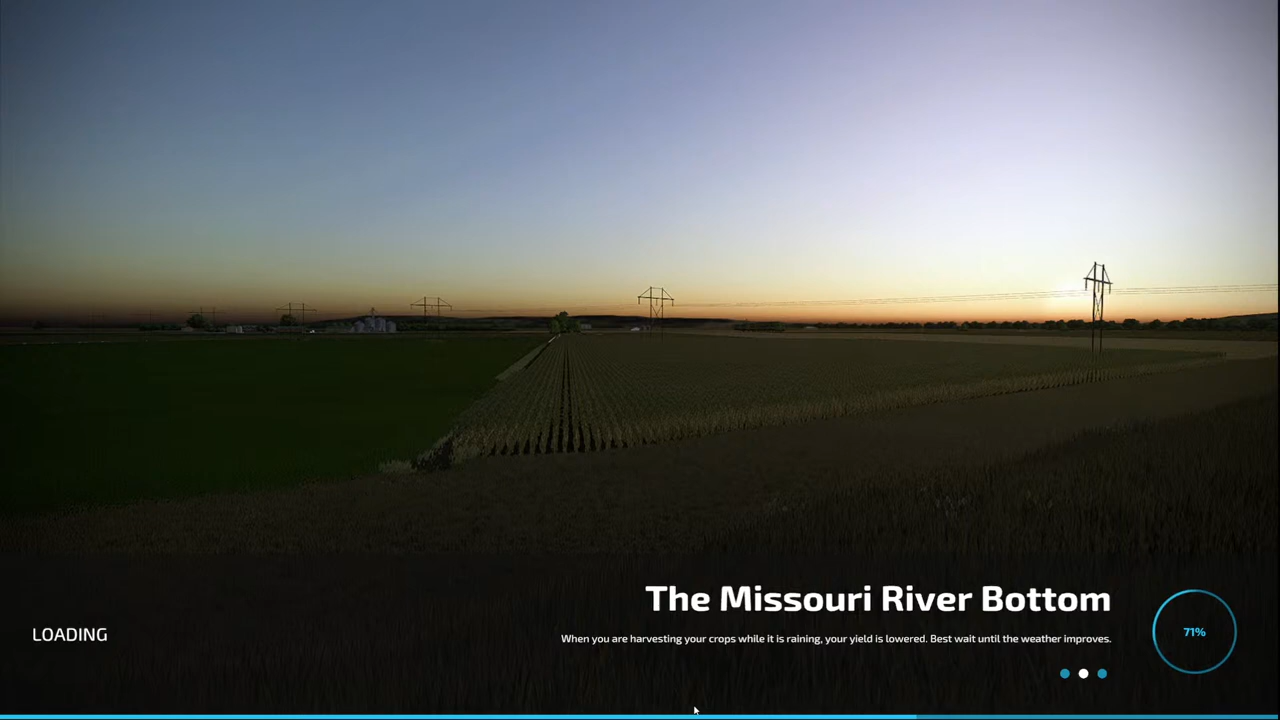 The Missouri River Bottom
LOADING
When you are harvesting your crops while it is raining, your yield is lowered. Best wait until the weather improves.
71%